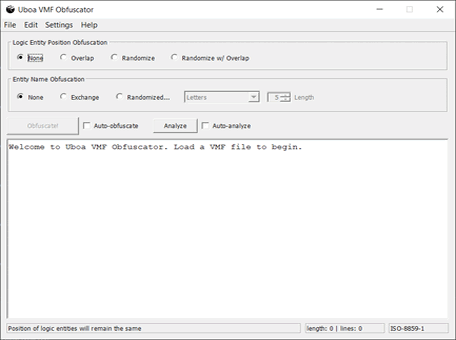 Uboa VMF Obfuscator
File Edit Settings Help
Logic Entity Position Obfuscation
None Overlap Randomize Randomize w/ Overlap
Entity Name Obfuscation
None Exchange Randomized... Letters 5 Length
Obfuscate! Auto-obfuscate Analyze Auto-analyze
Welcome to Uboa VMF Obfuscator. Load a VMF file to begin.
Position of logic entities will remain the same length: 0 | lines: 0 ISO-8859-1